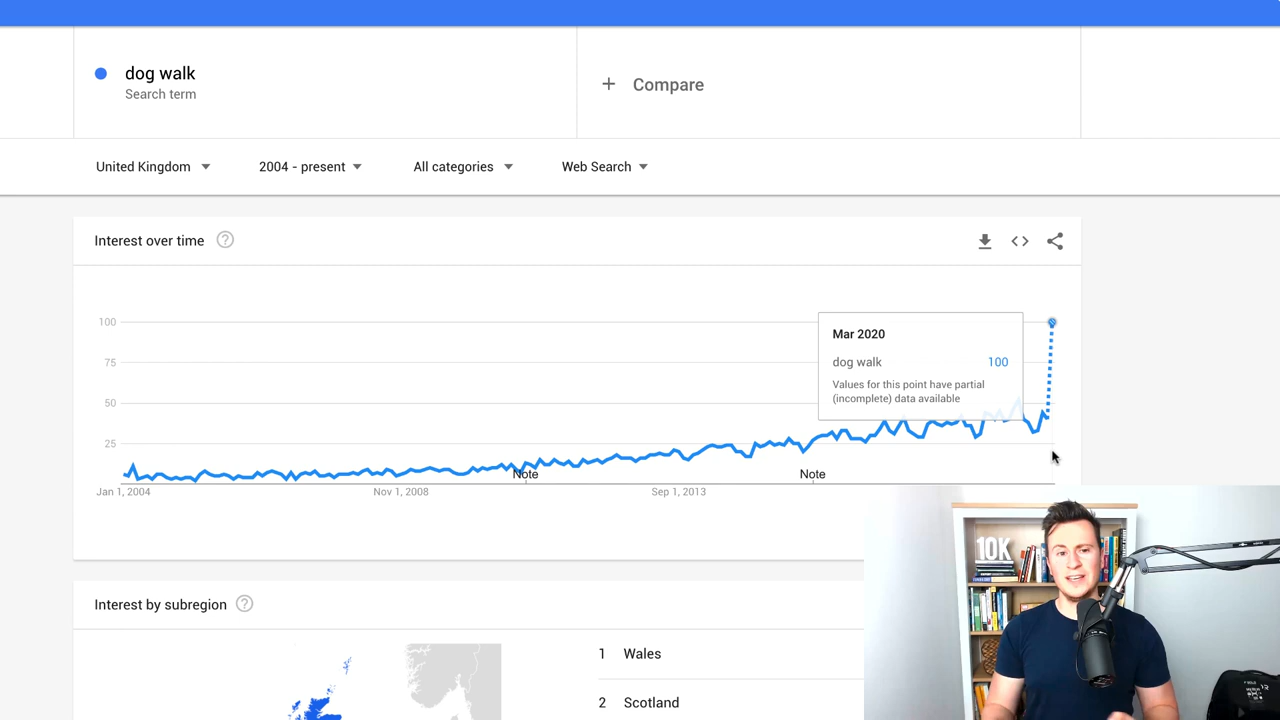 dog walk
Search term
+ Compare
United Kingdom
2004 - present
All categories
Web Search
Interest over time
?
100
75
50
25
Mar 2020
dog walk 100
Values for this point have partial
(incomplete) data available
Note
Note
Jan 1, 2004
Nov 1, 2008
Sep 1, 2013
10K
Interest by subregion
?
1 Wales
2 Scotland